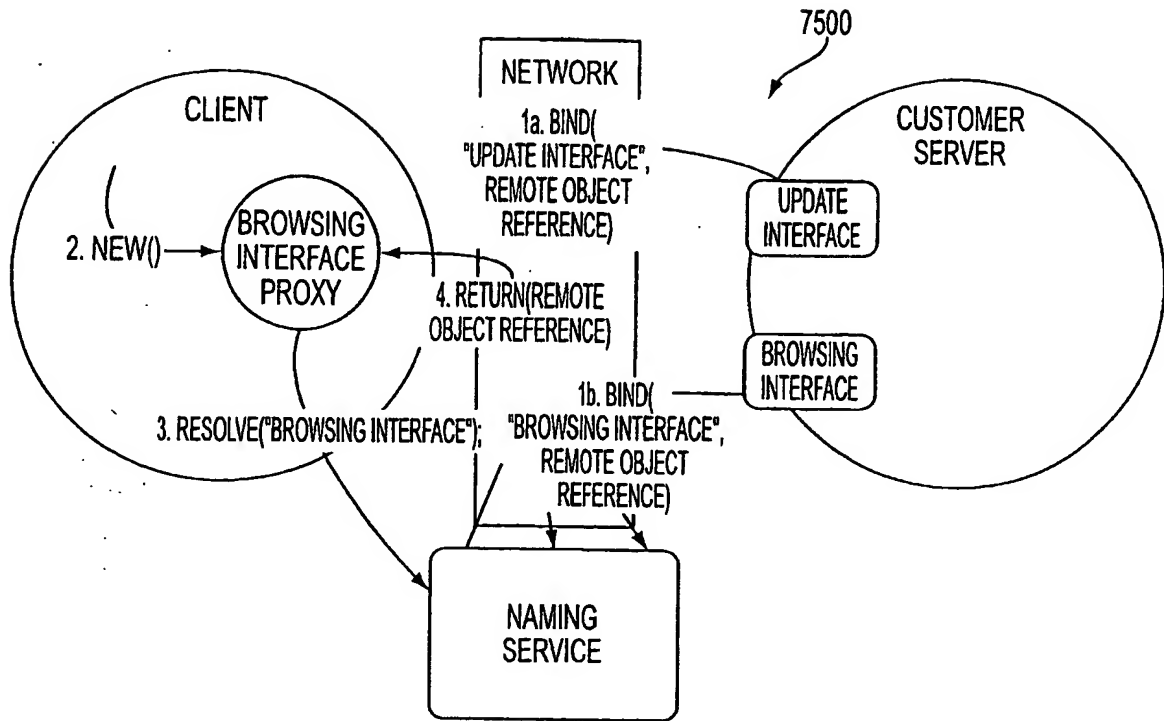 7500
NETWORK
CLIENT
1a. BIND(
"UPDATE INTERFACE",
REMOTE OBJECT
REFERENCE)
CUSTOMER
SERVER
UPDATE
INTERFACE
2. NEW()
BROWSING
INTERFACE
PROXY
4. RETURN(REMOTE
OBJECT REFERENCE)
BROWSING
INTERFACE
1b. BIND(
"BROWSING INTERFACE",
REMOTE OBJECT
REFERENCE)
3. RESOLVE("BROWSING INTERFACE");
NAMING
SERVICE